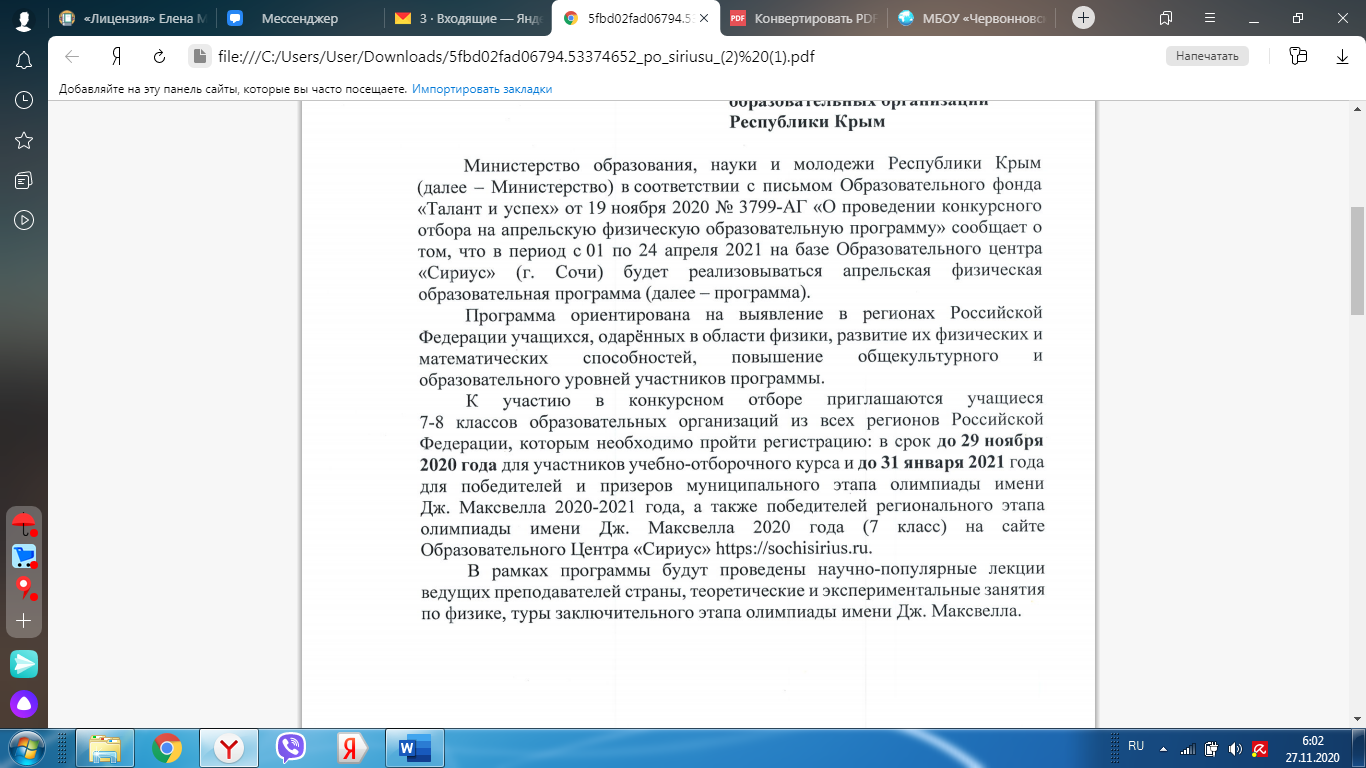 «Лицензия» Елена М
Мессенджер
3 · Входящие — Янде
5fbd02fad06794.53
Конвертировать PDF
МБОУ «Червонновс
file:///C:/Users/User/Downloads/5fbd02fad06794.53374652_po_siriusu_(2)%20(1).pdf
Напечатать
Добавляйте на эту панель сайты, которые вы часто посещаете. Импортировать закладки
образовательных организаций
Республики Крым
Министерство образования, науки и молодежи Республики Крым
(далее – Министерство) в соответствии с письмом Образовательного фонда
«Талант и успех» от 19 ноября 2020 № 3799-АГ «О проведении конкурсного
отбора на апрельскую физическую образовательную программу» сообщает о
том, что в период с 01 по 24 апреля 2021 на базе Образовательного центра
«Сириус» (г. Сочи) будет реализовываться апрельская физическая
образовательная программа (далее – программа).
Программа ориентирована на выявление в регионах Российской
Федерации учащихся, одарённых в области физики, развитие их физических и
математических способностей, повышение общекультурного и
образовательного уровней участников программы.
К участию в конкурсном отборе приглашаются учащиеся
7-8 классов образовательных организаций из всех регионов Российской
Федерации, которым необходимо пройти регистрацию: в срок до 29 ноября
2020 года для участников учебно-отборочного курса и до 31 января 2021 года
для победителей и призеров муниципального этапа олимпиады имени
Дж. Максвелла 2020-2021 года, а также победителей регионального этапа
олимпиады имени Дж. Максвелла 2020 года (7 класс) на сайте
Образовательного Центра «Сириус» https://sochisirius.ru.
В рамках программы будут проведены научно-популярные лекции
ведущих преподавателей страны, теоретические и экспериментальные занятия
по физике, туры заключительного этапа олимпиады имени Дж. Максвелла.
RU
6:02
27.11.2020